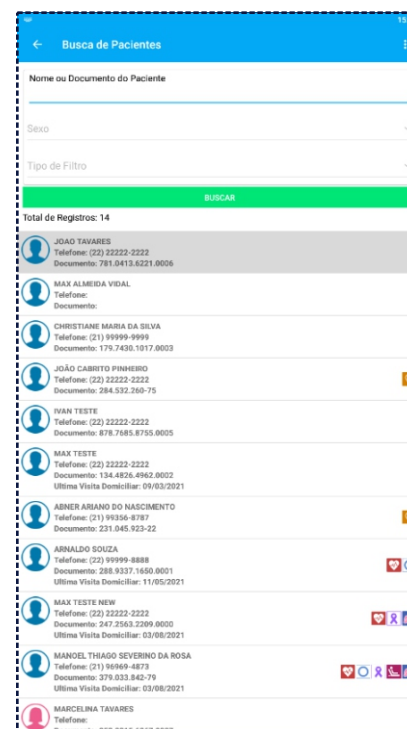 15
Busca de Pacientes
Nome ou Documento do Paciente
Sexo
Tipo de Filtro
BUSCAR
Total de Registros: 14
JOAO TAVARES
Telefone: (22) 22222-2222
Documento: 781.0413.6221.0006
MAX ALMEIDA VIDAL
Telefone:
Documento:
CHRISTIANE MARIA DA SILVA
Telefone: (21) 99999-9999
Documento: 179.7430.1017.0003
JOÃO CABRITO PINHEIRO
Telefone: (22) 22222-2222
Documento: 284.532.260-75
IVAN TESTE
Telefone: (22) 22222-2222
Documento: 878.7685.8755.0005
MAX TESTE
Telefone: (22) 22222-2222
Documento: 134.4826.4962.0002
Ultima Visita Domiciliar: 09/03/2021
ABNER ARIANO DO NASCIMENTO
Telefone: (21) 99356-8787
Documento: 231.045.923-22
ARNALDO SOUZA
Telefone: (22) 99999-8888
Documento: 288.9337.1650.0001
Ultima Visita Domiciliar: 11/05/2021
MAX TESTE NEW
Telefone: (22) 22222-2222
Documento: 247.2563.2209.0000
Ultima Visita Domiciliar: 03/08/2021
MANOEL THIAGO SEVERINO DA ROSA
Telefone: (21) 96969-4873
Documento: 379.033.842-79
Ultima Visita Domiciliar: 03/08/2021
MARCELINA TAVARES
Telefone: